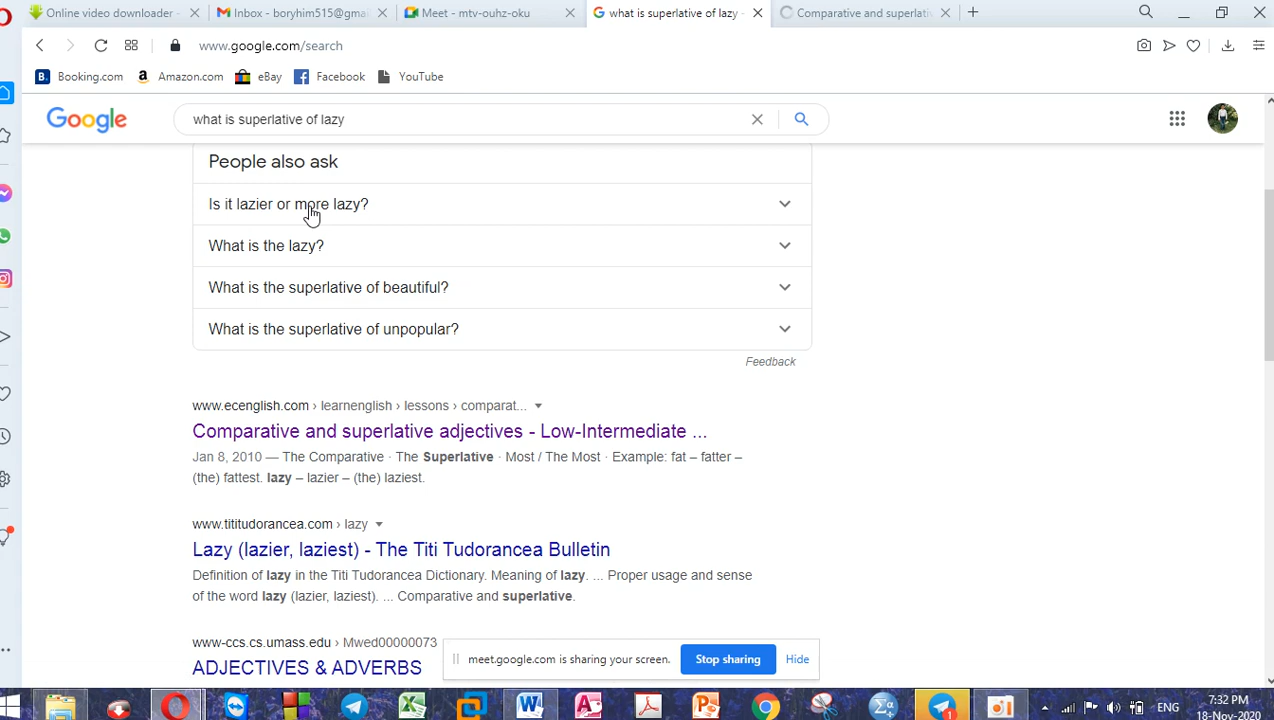 Online video downloader -
Inbox - boryhim515@gmai
Meet - mtv-ouhz-oku
what is superlative of lazy -
Comparative and superlativ
www.google.com/search
Booking.com
Amazon.com
eBay
Facebook
YouTube
Google
what is superlative of lazy
People also ask
Is it lazier or more lazy?
What is the lazy?
What is the superlative of beautiful?
What is the superlative of unpopular?
Feedback
www.ecenglish.com › learnenglish › lessons › comparat...
Comparative and superlative adjectives - Low-Intermediate ...
Jan 8, 2010 — The Comparative · The Superlative · Most / The Most · Example: fat – fatter –
(the) fattest. lazy – lazier – (the) laziest.
www.tititudorancea.com › lazy
Lazy (lazier, laziest) - The Titi Tudorancea Bulletin
Definition of lazy in the Titi Tudorancea Dictionary. Meaning of lazy. ... Proper usage and sense
of the word lazy (lazier, laziest). ... Comparative and superlative.
www-ccs.cs.umass.edu › Mwed00000073
ADJECTIVES & ADVERBS
meet.google.com is sharing your screen.
Stop sharing
Hide
ENG
7:32 PM
18-Nov-2020